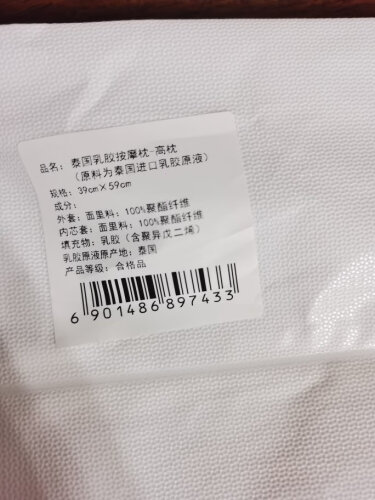 品名：泰国乳胶按摩枕-高枕
（原料为泰国进口乳胶原液）
规格：39cm×59cm
成分：
外套：面里料：100%聚酯纤维
内芯套：面里料：100%聚酯纤维
填充物：乳胶（含聚异戊二烯）
乳胶原液原产地：泰国
产品等级：合格品
6 901486 897433